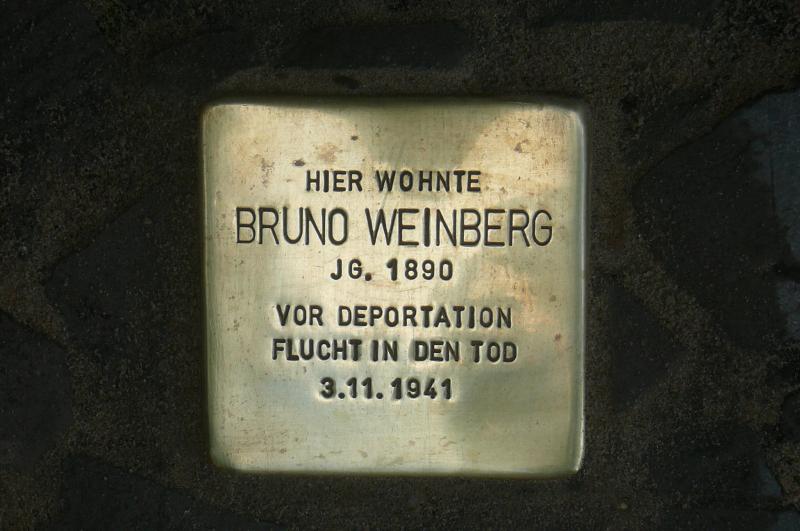 HIER WOHNTE
BRUNO WEINBERG
JG. 1890
VOR DEPORTATION
FLUCHT IN DEN TOD
3.11.1941